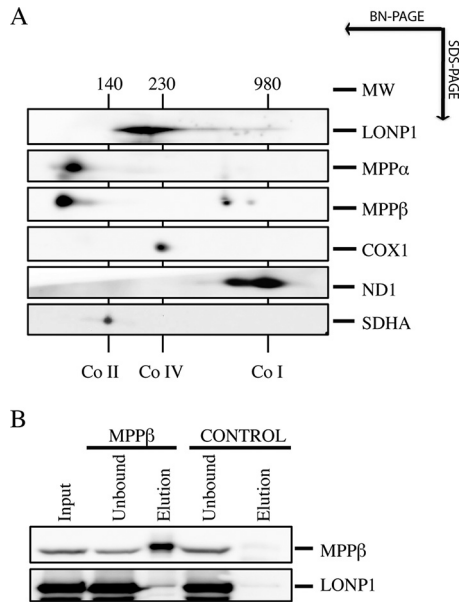 A
BN-PAGE
SDS-PAGE
140 230 980 MW
LONP1
MPPα
MPPβ
COX1
ND1
SDHA
Co II Co IV Co I
B
MPPβ CONTROL
Input Unbound Elution Unbound Elution
MPPβ
LONP1